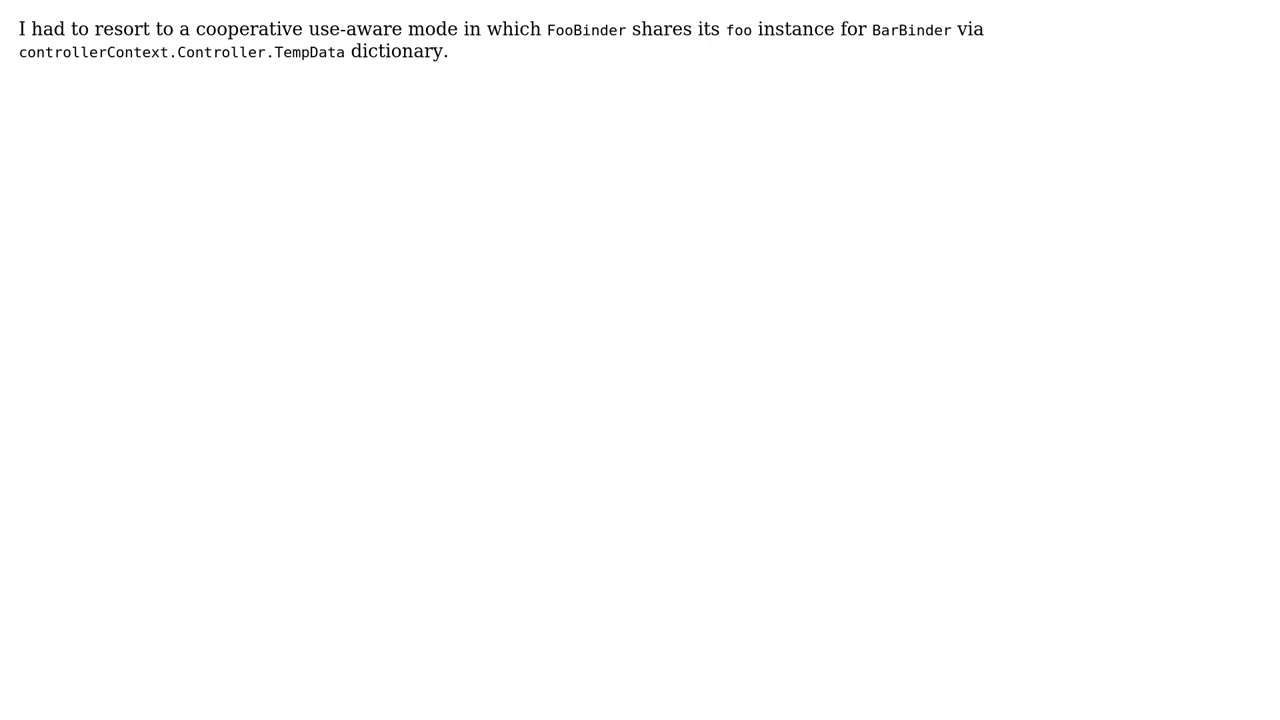 I had to resort to a cooperative use-aware mode in which FooBinder shares its foo instance for BarBinder via
controllerContext.Controller.TempData dictionary.